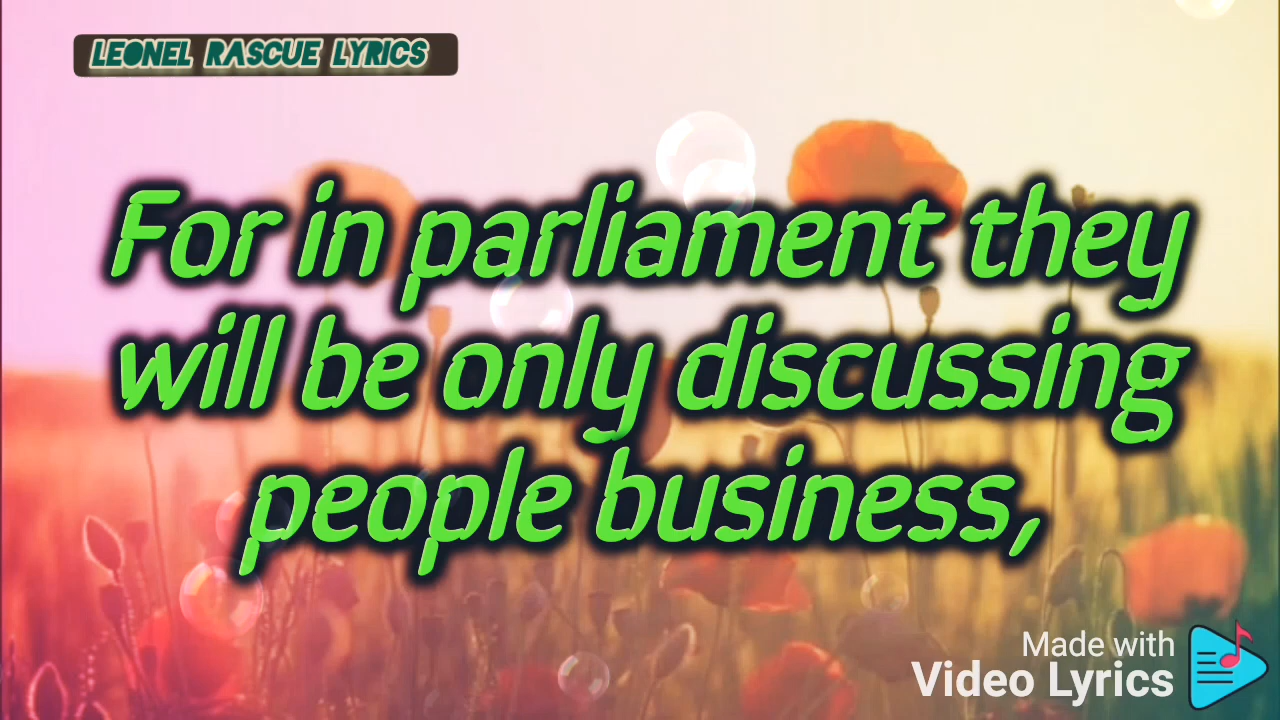 LEONEL RASCUE LYRICS
For in parliament they
will be only discussing
people business,
Made with
Video Lyrics